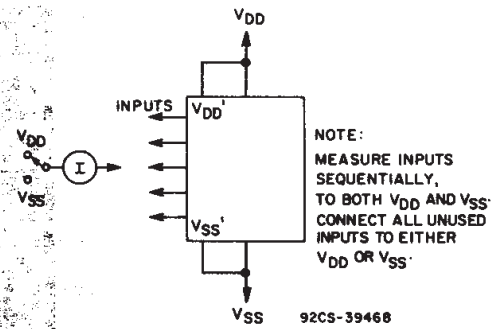 VDD
INPUTS
VDD'
VDD
I
VSS
VSS'
NOTE:
MEASURE INPUTS
SEQUENTIALLY,
TO BOTH VDD AND VSS.
CONNECT ALL UNUSED
INPUTS TO EITHER
VDD OR VSS.
VSS
92CS-39468